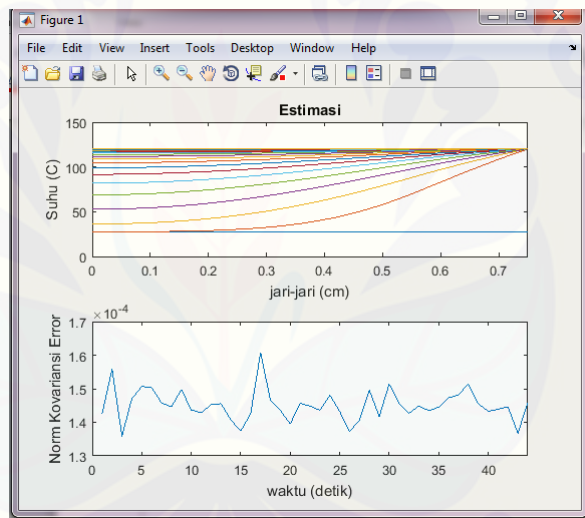 Figure 1
File Edit View Insert Tools Desktop Window Help
Estimasi
150
100
50
0
Suhu (C)
0 0.1 0.2 0.3 0.4 0.5 0.6 0.7
jari-jari (cm)
×10⁻⁴
1.7
1.6
1.5
1.4
1.3
Norm Kovariansi Error
0 5 10 15 20 25 30 35 40
waktu (detik)